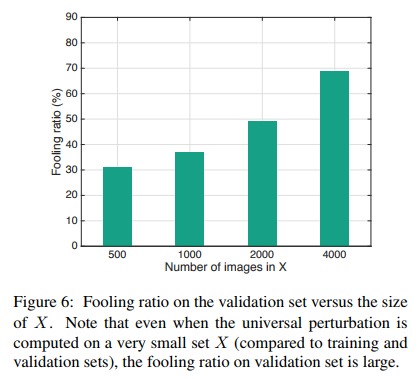 90
80
70
60
50
40
30
20
10
0
Fooling ratio (%)
500 1000 2000 4000
Number of images in X
Figure 6: Fooling ratio on the validation set versus the size
of X. Note that even when the universal perturbation is
computed on a very small set X (compared to training and
validation sets), the fooling ratio on validation set is large.